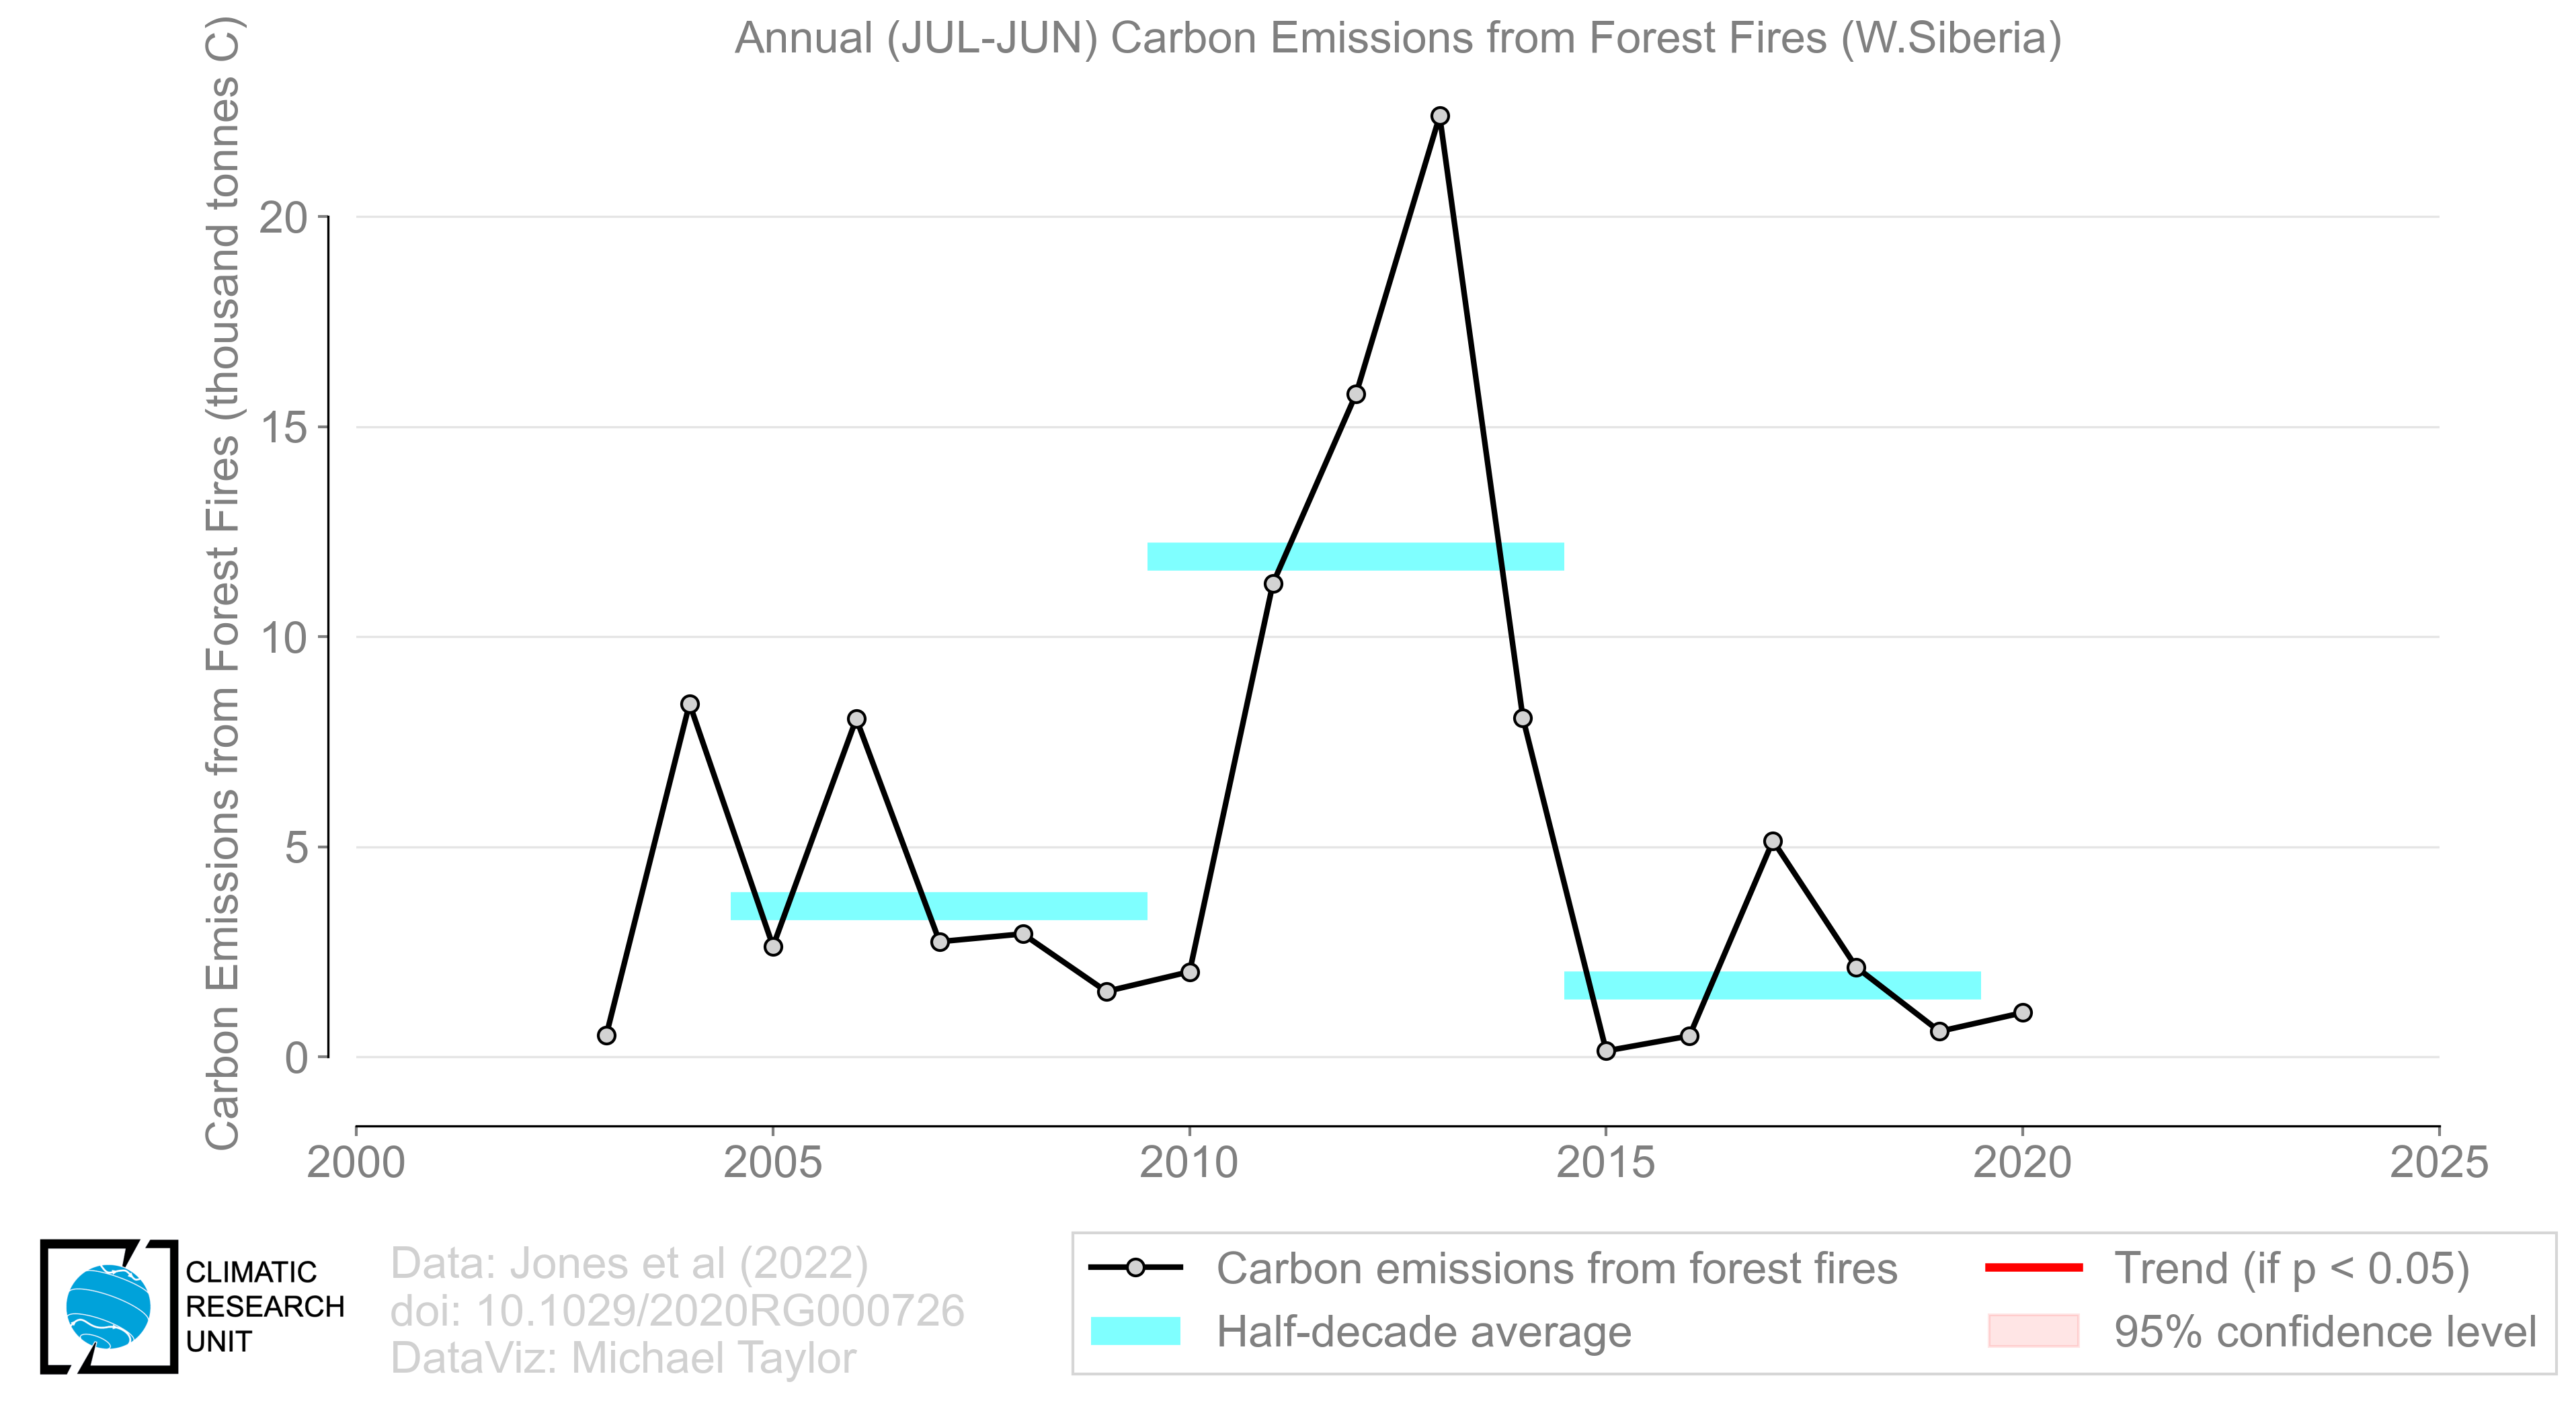 Annual (JUL-JUN) Carbon Emissions from Forest Fires (W.Siberia)
Carbon Emissions from Forest Fires (thousand tonnes C)
20
15
10
5
0
2000
2005
2010
2015
2020
2025
CLIMATIC
RESEARCH
UNIT
Data: Jones et al (2022)
doi: 10.1029/2020RG000726
DataViz: Michael Taylor
Carbon emissions from forest fires
Half-decade average
Trend (if p < 0.05)
95% confidence level